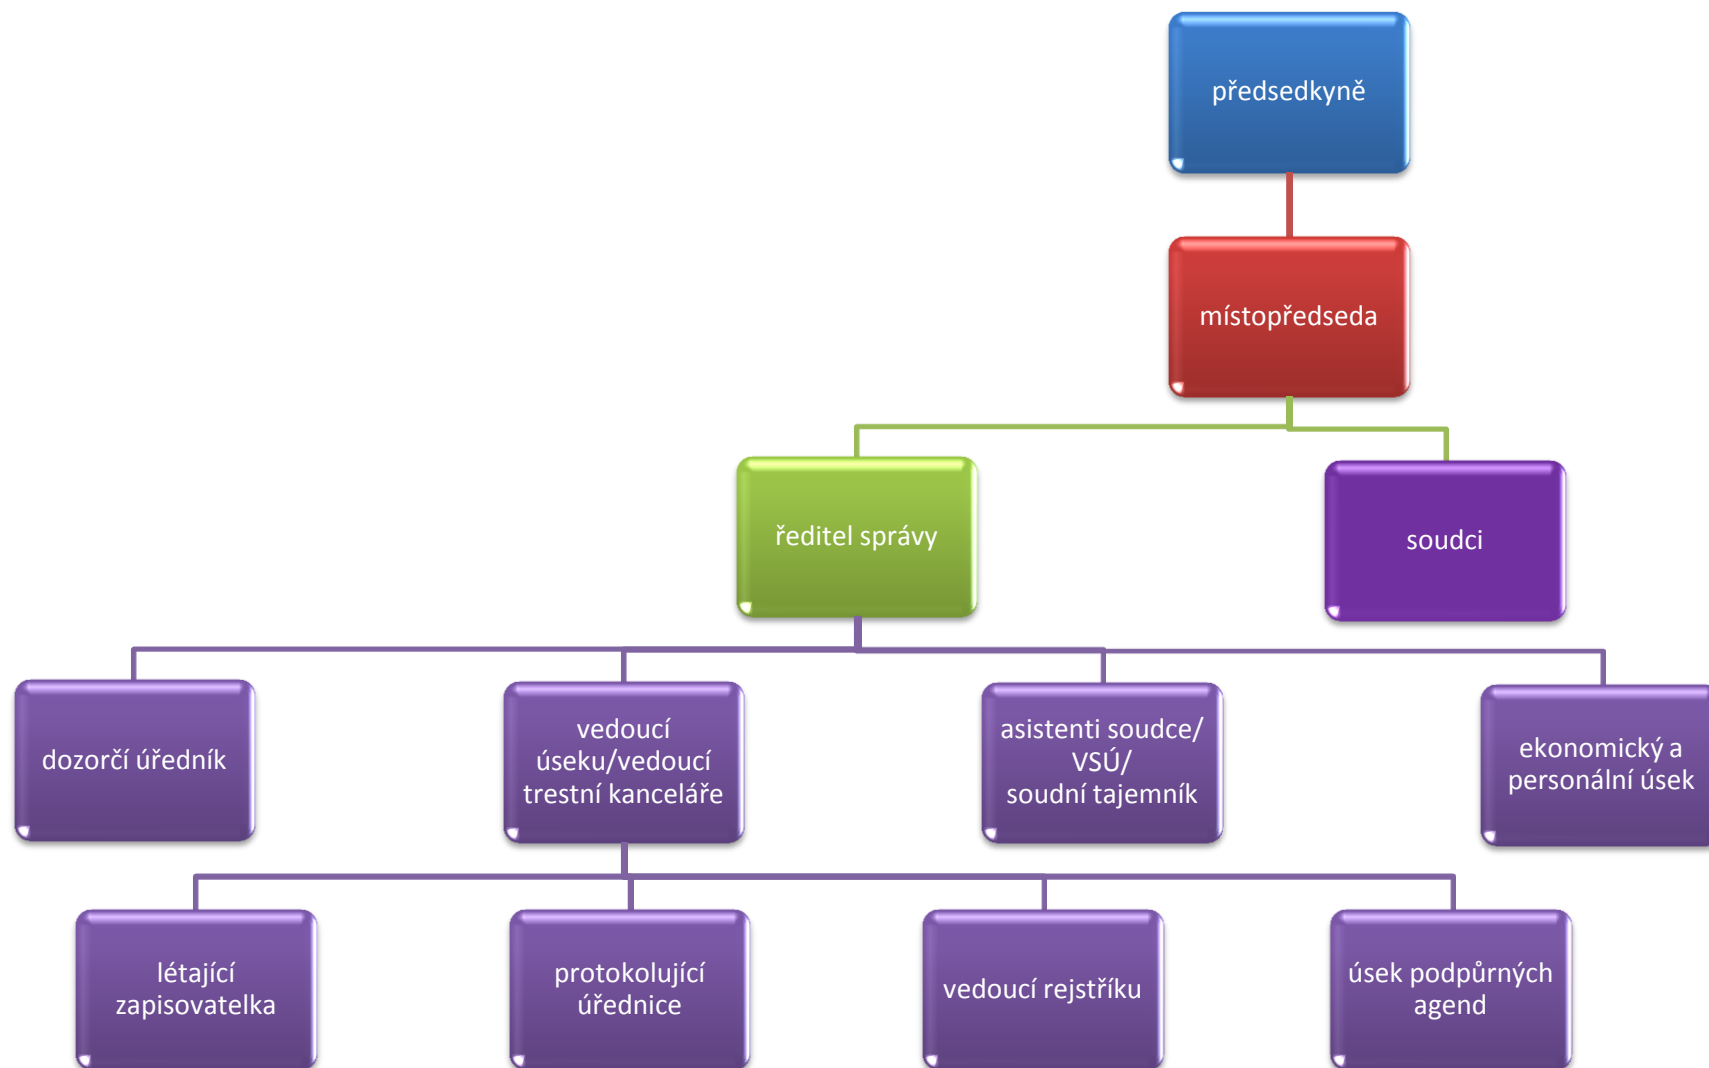 předsedkyně
místopředseda
ředitel správy
soudci
dozorčí úředník
vedoucí
úseku/vedoucí
trestní kanceláře
asistenti soudce/
VSÚ/
soudní tajemník
ekonomický a
personální úsek
létající
zapisovatelka
protokolující
úřednice
vedoucí rejstříku
úsek podpůrných
agend